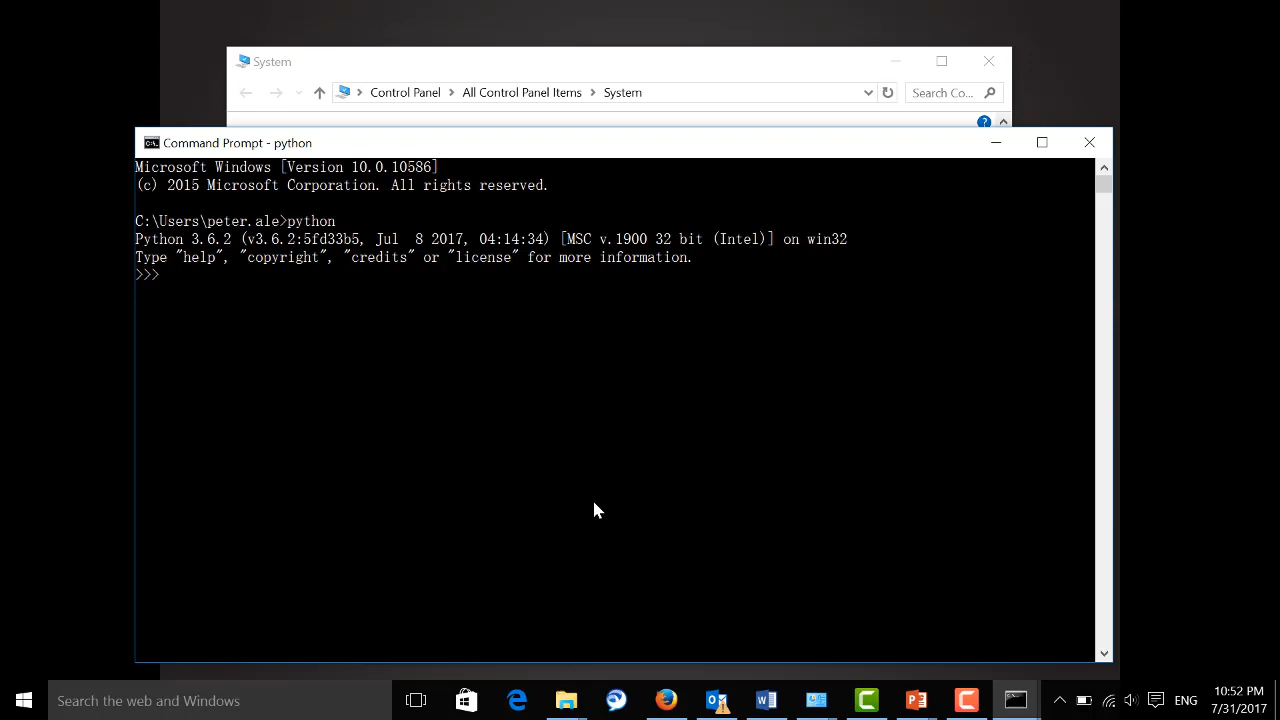 System
Control Panel All Control Panel Items System
Search Co...
Command Prompt - python
Microsoft Windows [Version 10.0.10586]
(c) 2015 Microsoft Corporation. All rights reserved.
C:\Users\peter.ale>python
Python 3.6.2 (v3.6.2:5fd33b5, Jul  8 2017, 04:14:34) [MSC v.1900 32 bit (Intel)] on win32
Type "help", "copyright", "credits" or "license" for more information.
>>>
Search the web and Windows
ENG
10:52 PM
7/31/2017